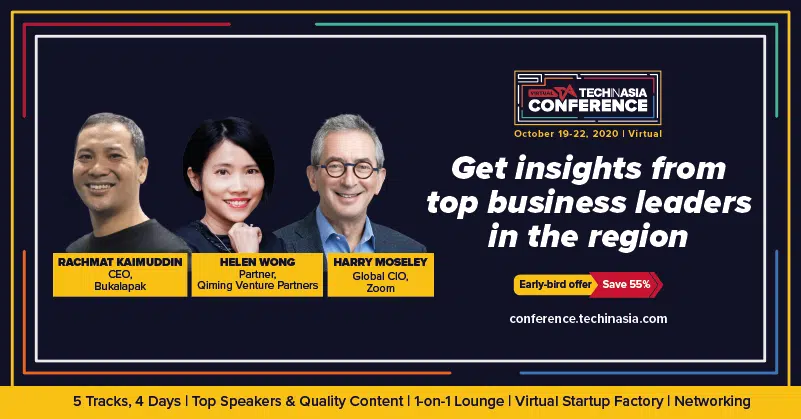 VIRTUAL TIA TECHINASIA
CONFERENCE
October 19-22, 2020 | Virtual
Get insights from
top business leaders
in the region
RACHMAT KAIMUDDIN
CEO,
Bukalapak
HELEN WONG
Partner,
Qiming Venture Partners
HARRY MOSELEY
Global CIO,
Zoom
Early-bird offer Save 55%
conference.techinasia.com
5 Tracks, 4 Days | Top Speakers & Quality Content | 1-on-1 Lounge | Virtual Startup Factory | Networking